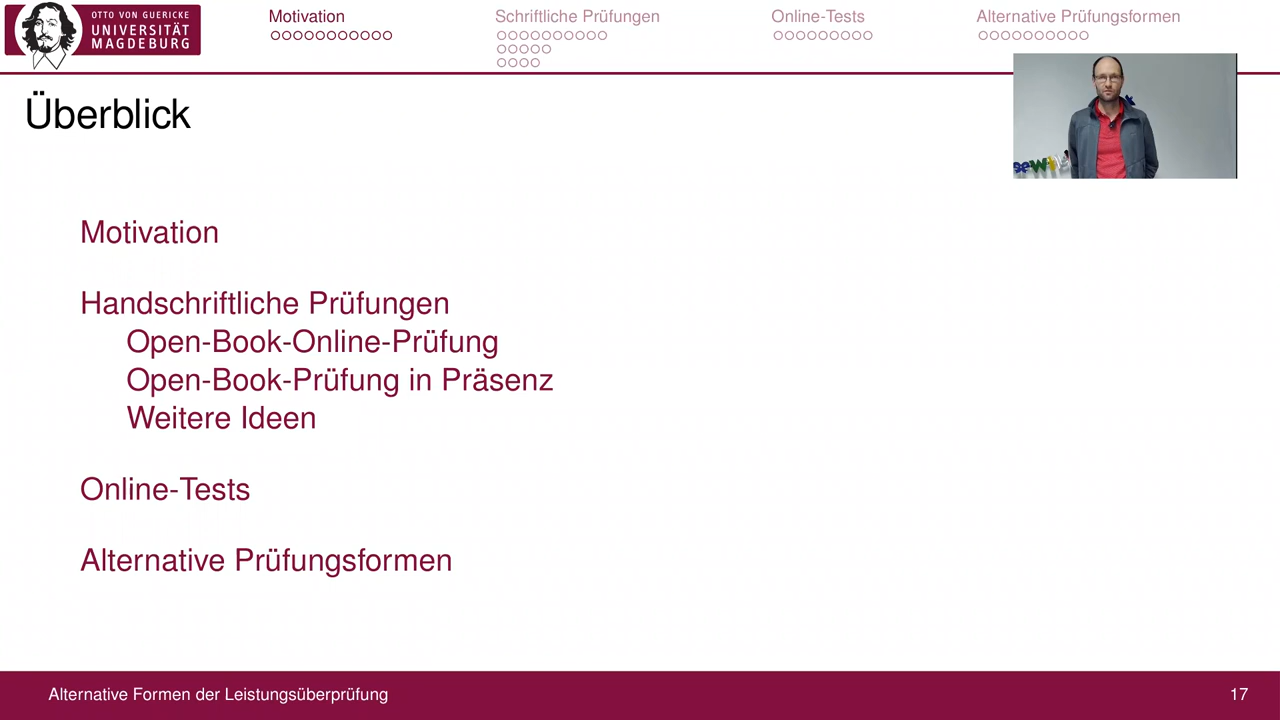 OTTO VON GUERICKE
UNIVERSITÄT
MAGDEBURG
Motivation
Schriftliche Prüfungen
Online-Tests
Alternative Prüfungsformen
Überblick
Motivation
Handschriftliche Prüfungen
Open-Book-Online-Prüfung
Open-Book-Prüfung in Präsenz
Weitere Ideen
Online-Tests
Alternative Prüfungsformen
Alternative Formen der Leistungsüberprüfung
17